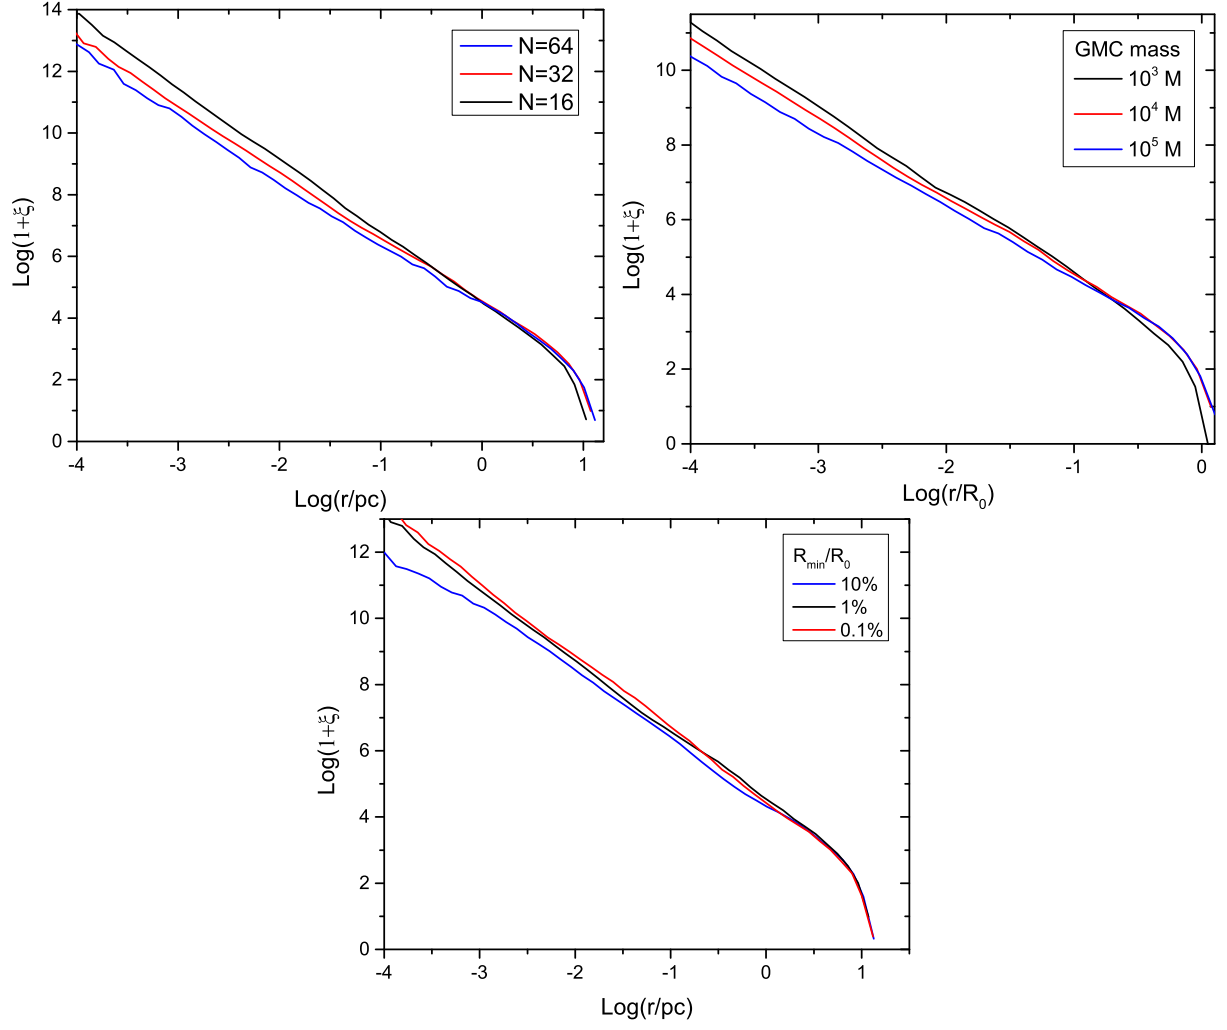 14
12
10
8
6
4
2
0
Log(1+ξ)
N=64
N=32
N=16
-4 -3 -2 -1 0 1
Log(r/pc)
10
8
6
4
2
0
Log(1+ξ)
GMC mass
10³ M
10⁴ M
10⁵ M
-4 -3 -2 -1 0
Log(r/R₀)
12
10
8
6
4
2
0
Log(1+ξ)
Rmin/R₀
10%
1%
0.1%
-4 -3 -2 -1 0 1
Log(r/pc)